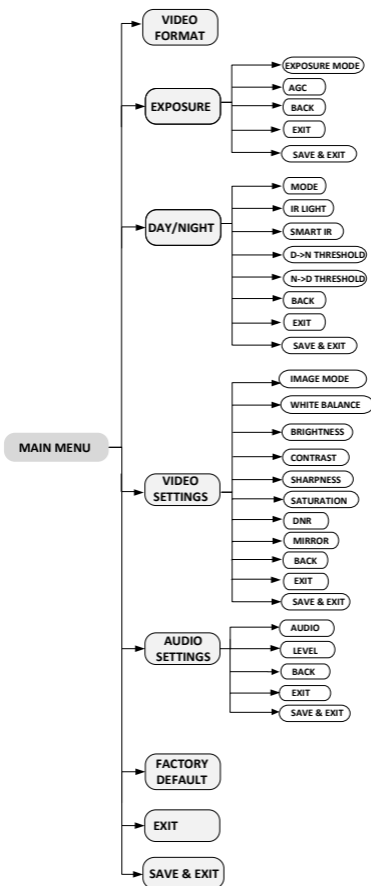 VIDEO
FORMAT
EXPOSURE
EXPOSURE MODE
AGC
BACK
EXIT
SAVE & EXIT
DAY/NIGHT
MODE
IR LIGHT
SMART IR
D->N THRESHOLD
N->D THRESHOLD
BACK
EXIT
SAVE & EXIT
MAIN MENU
VIDEO
SETTINGS
IMAGE MODE
WHITE BALANCE
BRIGHTNESS
CONTRAST
SHARPNESS
SATURATION
DNR
MIRROR
BACK
EXIT
SAVE & EXIT
AUDIO
SETTINGS
AUDIO
LEVEL
BACK
EXIT
SAVE & EXIT
FACTORY
DEFAULT
EXIT
SAVE & EXIT